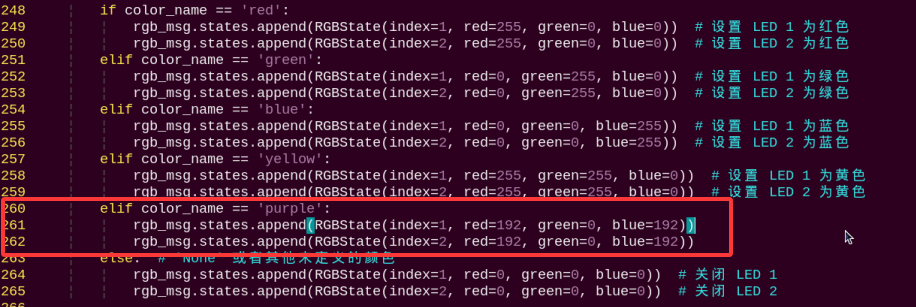 248 if color_name == 'red':
249 rgb_msg.states.append(RGBState(index=1, red=255, green=0, blue=0))  # 设置 LED 1 为红色
250 rgb_msg.states.append(RGBState(index=2, red=255, green=0, blue=0))  # 设置 LED 2 为红色
251 elif color_name == 'green':
252 rgb_msg.states.append(RGBState(index=1, red=0, green=255, blue=0))  # 设置 LED 1 为绿色
253 rgb_msg.states.append(RGBState(index=2, red=0, green=255, blue=0))  # 设置 LED 2 为绿色
254 elif color_name == 'blue':
255 rgb_msg.states.append(RGBState(index=1, red=0, green=0, blue=255))  # 设置 LED 1 为蓝色
256 rgb_msg.states.append(RGBState(index=2, red=0, green=0, blue=255))  # 设置 LED 2 为蓝色
257 elif color_name == 'yellow':
258 rgb_msg.states.append(RGBState(index=1, red=255, green=255, blue=0))  # 设置 LED 1 为黄色
259 rgb_msg.states.append(RGBState(index=2, red=255, green=255, blue=0))  # 设置 LED 2 为黄色
260 elif color_name == 'purple':
261 rgb_msg.states.append(RGBState(index=1, red=192, green=0, blue=192))
262 rgb_msg.states.append(RGBState(index=2, red=192, green=0, blue=192))
263 else:  # 'None' 或者其他未定义的颜色
264 rgb_msg.states.append(RGBState(index=1, red=0, green=0, blue=0))  # 关闭 LED 1
265 rgb_msg.states.append(RGBState(index=2, red=0, green=0, blue=0))  # 关闭 LED 2